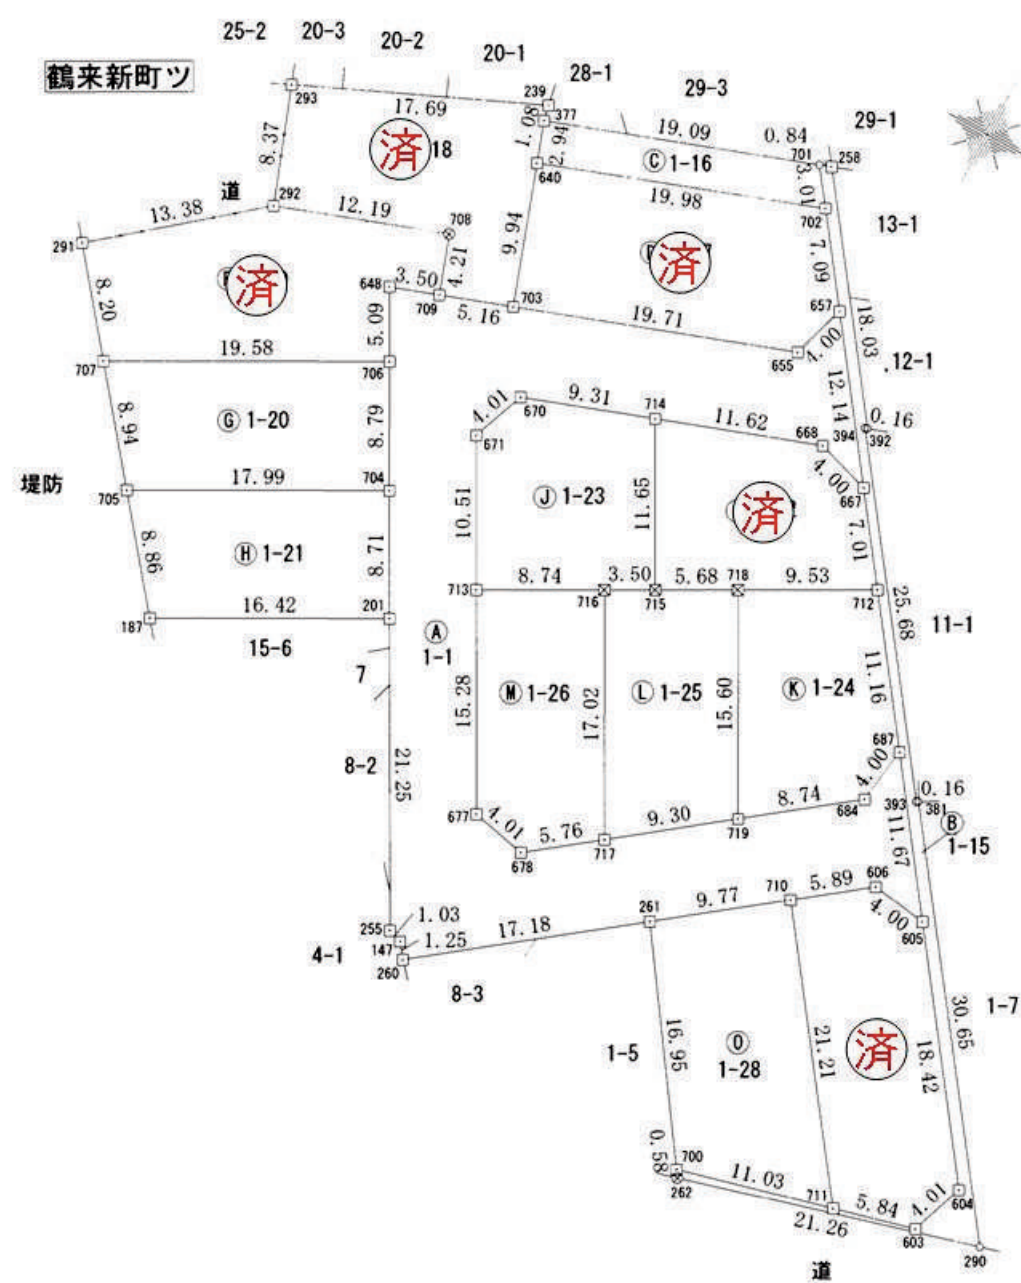 25-2 20-3 20-2 20-1 28-1 29-3 29-1
鶴来新町ツ
293 17.69 239 377 19.09 0.84 701 258
8.37 済 18 1.08 2.94 Ⓒ 1-16 3.01
道 292 12.19 708 640 19.98 702 13-1
291 13.38 4.21 9.94 済 7.09
8.20 済 648 3.50 709 5.16 703 19.71 657 18.03
5.09 655 4.00 12-1
707 19.58 706 12.14
8.94 Ⓖ 1-20 8.79 4.01 670 9.31 714 11.62 668 394 0.16 392
671 4.00 667
堤防 705 17.99 704 10.51 Ⓙ 1-23 11.65 済 7.01
8.86 Ⓗ 1-21 8.71
187 16.42 201 713 8.74 716 3.50 715 5.68 718 9.53 712 25.68 11-1
15-6 7 Ⓐ 1-1
15.28 Ⓜ 1-26 17.07 Ⓛ 1-25 15.60 Ⓚ 1-24 11.16
8-2 21.25 687
677 4.01 678 5.76 717 9.30 719 8.74 684 4.00 393 0.16 381
11.67 Ⓑ 1-15
255 1.03 261 9.77 710 5.89 606 4.00 605
4-1 147 1.25 260 17.18
8-3
1-5 16.95 Ⓞ 1-28 21.21 済 18.42 30.65 1-7
0.58 700 262 11.03 711 5.84 4.01 604
21.26 603 290
道